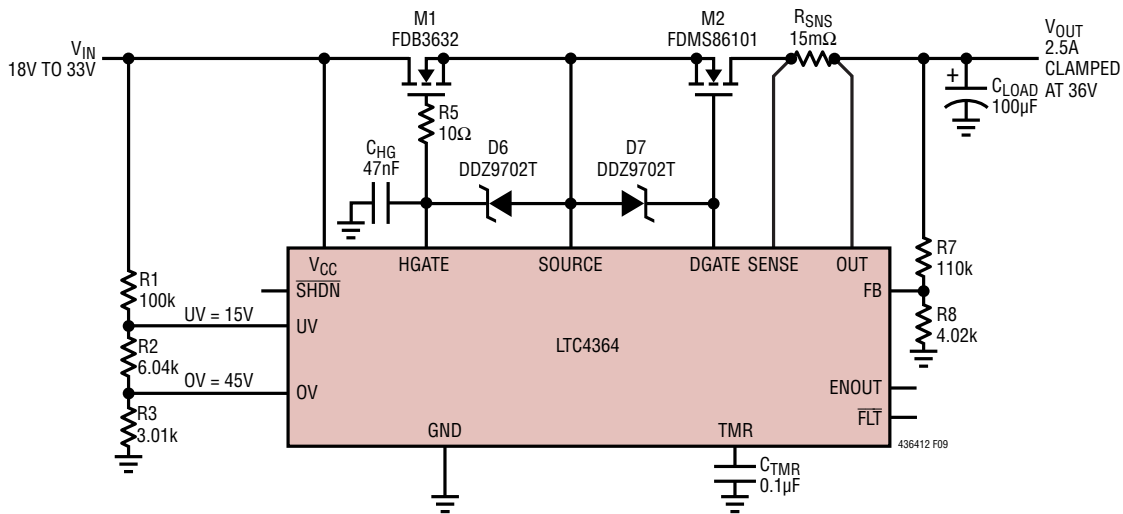 M1
FDB3632
M2
FDMS86101
RSNS
15mΩ
VIN
18V TO 33V
VOUT
2.5A
CLAMPED
AT 36V
+
CLOAD
100µF
R5
10Ω
CHG
47nF
D6
DDZ9702T
D7
DDZ9702T
VCC
HGATE
SOURCE
DGATE
SENSE
OUT
SHDN
FB
R7
110k
R1
100k
UV = 15V
UV
R8
4.02k
LTC4364
R2
6.04k
OV = 45V
OV
ENOUT
R3
3.01k
FLT
GND
TMR
436412 F09
CTMR
0.1µF